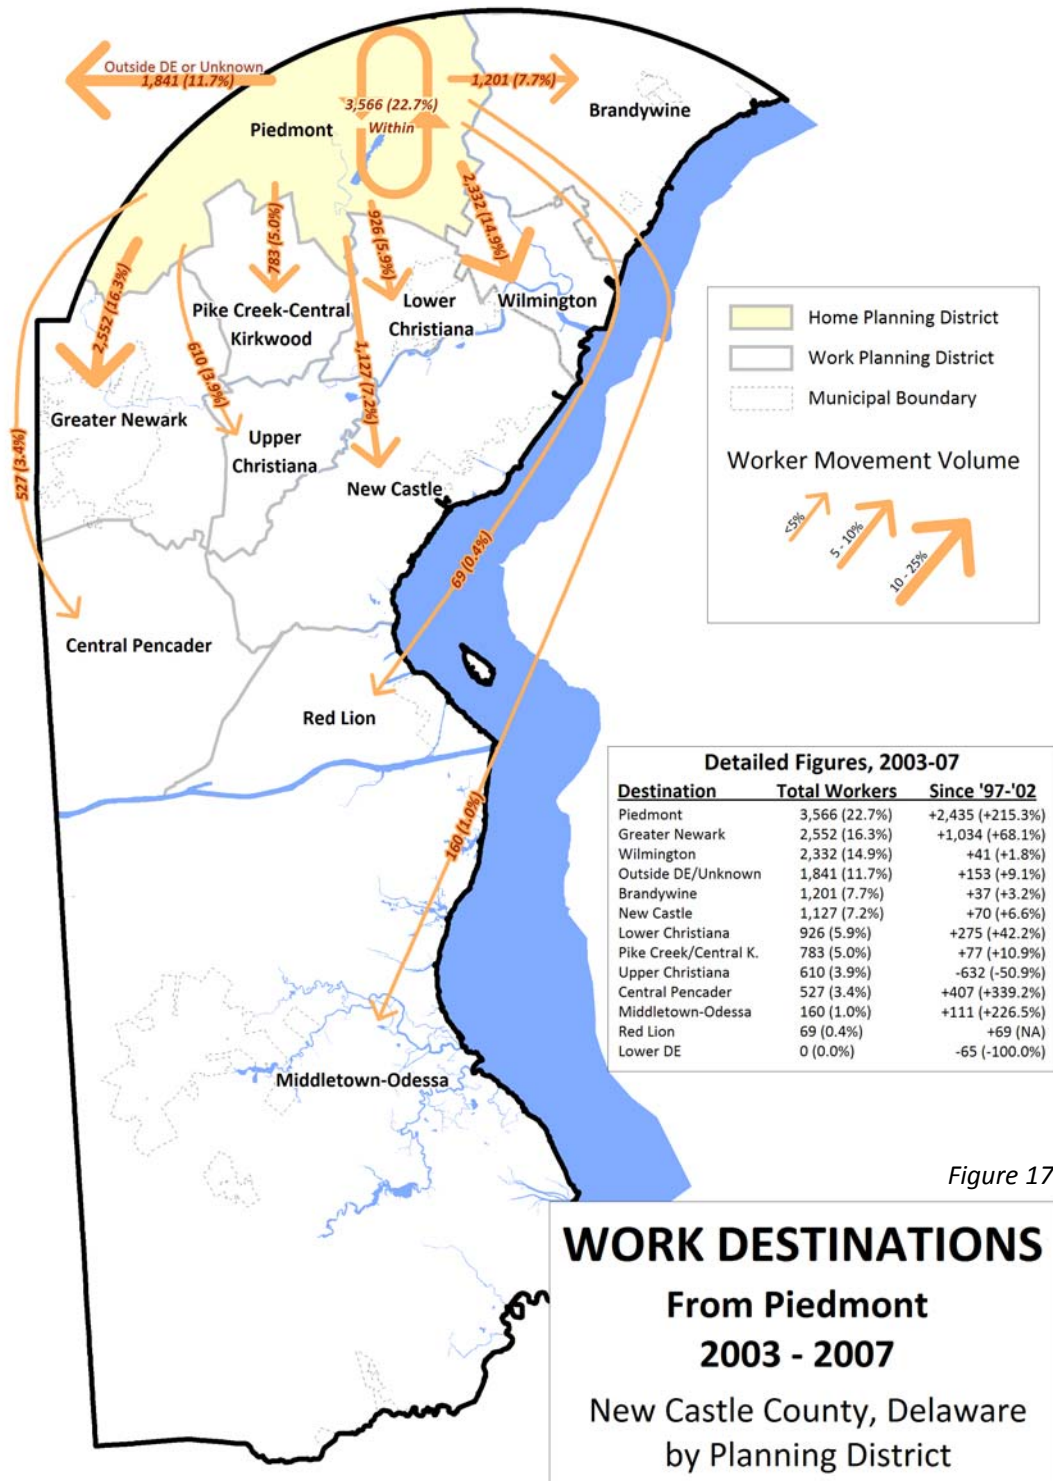 Outside DE or Unknown
1,841 (11.7%)
1,201 (7.7%)
Brandywine
3,566 (22.7%)
Within
Piedmont
2,332 (14.9%)
926 (5.9%)
783 (5.0%)
2,552 (16.3%)
Pike Creek-Central
Kirkwood
Lower
Christiana
Wilmington
610 (3.9%)
1,127 (7.2%)
527 (3.4%)
Greater Newark
Upper
Christiana
New Castle
69 (0.4%)
Central Pencader
Red Lion
160 (1.0%)
Middletown-Odessa
Home Planning District
Work Planning District
Municipal Boundary
Worker Movement Volume
<5%
5 - 10%
10 - 25%
Detailed Figures, 2003-07
Destination Total Workers Since '97-'02
Piedmont 3,566 (22.7%) +2,435 (+215.3%)
Greater Newark 2,552 (16.3%) +1,034 (+68.1%)
Wilmington 2,332 (14.9%) +41 (+1.8%)
Outside DE/Unknown 1,841 (11.7%) +153 (+9.1%)
Brandywine 1,201 (7.7%) +37 (+3.2%)
New Castle 1,127 (7.2%) +70 (+6.6%)
Lower Christiana 926 (5.9%) +275 (+42.2%)
Pike Creek/Central K. 783 (5.0%) +77 (+10.9%)
Upper Christiana 610 (3.9%) -632 (-50.9%)
Central Pencader 527 (3.4%) +407 (+339.2%)
Middletown-Odessa 160 (1.0%) +111 (+226.5%)
Red Lion 69 (0.4%) +69 (NA)
Lower DE 0 (0.0%) -65 (-100.0%)
Figure 17
WORK DESTINATIONS
From Piedmont
2003 - 2007
New Castle County, Delaware
by Planning District